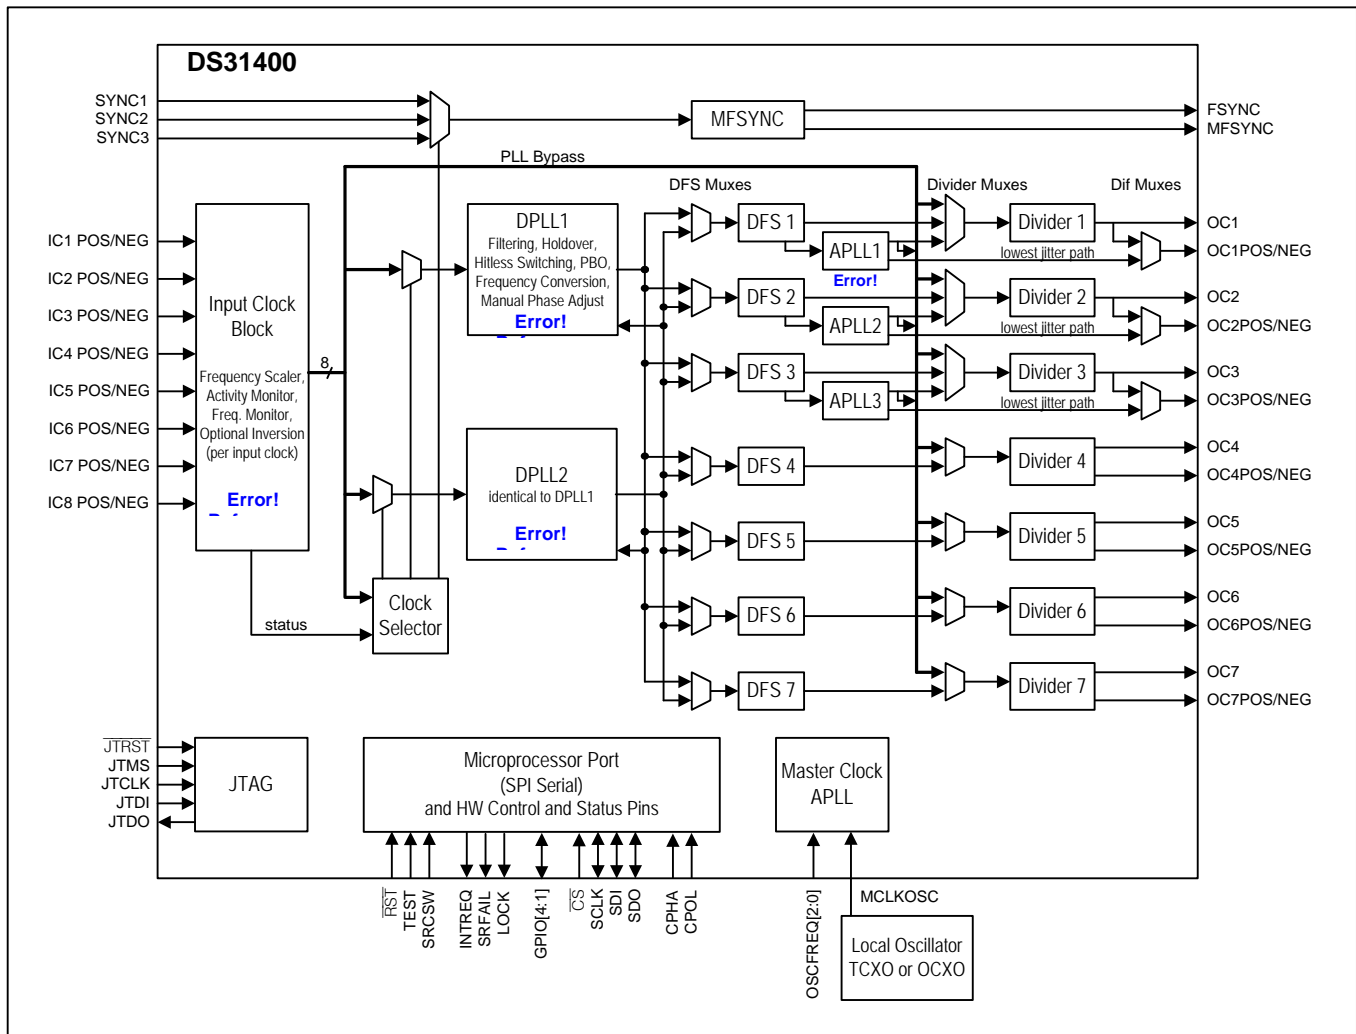 DS31400
SYNC1
SYNC2
SYNC3
MFSYNC
FSYNC
MFSYNC
PLL Bypass
DFS Muxes
Divider Muxes
Dif Muxes
IC1 POS/NEG
IC2 POS/NEG
IC3 POS/NEG
IC4 POS/NEG
IC5 POS/NEG
IC6 POS/NEG
IC7 POS/NEG
IC8 POS/NEG
Input Clock
Block
Frequency Scaler,
Activity Monitor,
Freq. Monitor,
Optional Inversion
(per input clock)
Error!
8
status
Clock
Selector
DPLL1
Filtering, Holdover,
Hitless Switching, PBO,
Frequency Conversion,
Manual Phase Adjust
Error!
DPLL2
identical to DPLL1
Error!
DFS 1
APLL1
Error!
Divider 1
lowest jitter path
OC1
OC1POS/NEG
DFS 2
APLL2
Divider 2
lowest jitter path
OC2
OC2POS/NEG
DFS 3
APLL3
Divider 3
lowest jitter path
OC3
OC3POS/NEG
DFS 4
Divider 4
OC4
OC4POS/NEG
DFS 5
Divider 5
OC5
OC5POS/NEG
DFS 6
Divider 6
OC6
OC6POS/NEG
DFS 7
Divider 7
OC7
OC7POS/NEG
JTRST
JTMS
JTCLK
JTDI
JTDO
JTAG
Microprocessor Port
(SPI Serial)
and HW Control and Status Pins
RST
TEST
SRCSW
INTREQ
SRFAIL
LOCK
GPIO[4:1]
CS
SCLK
SDI
SDO
CPHA
CPOL
Master Clock
APLL
OSCFREQ[2:0]
MCLKOSC
Local Oscillator
TCXO or OCXO